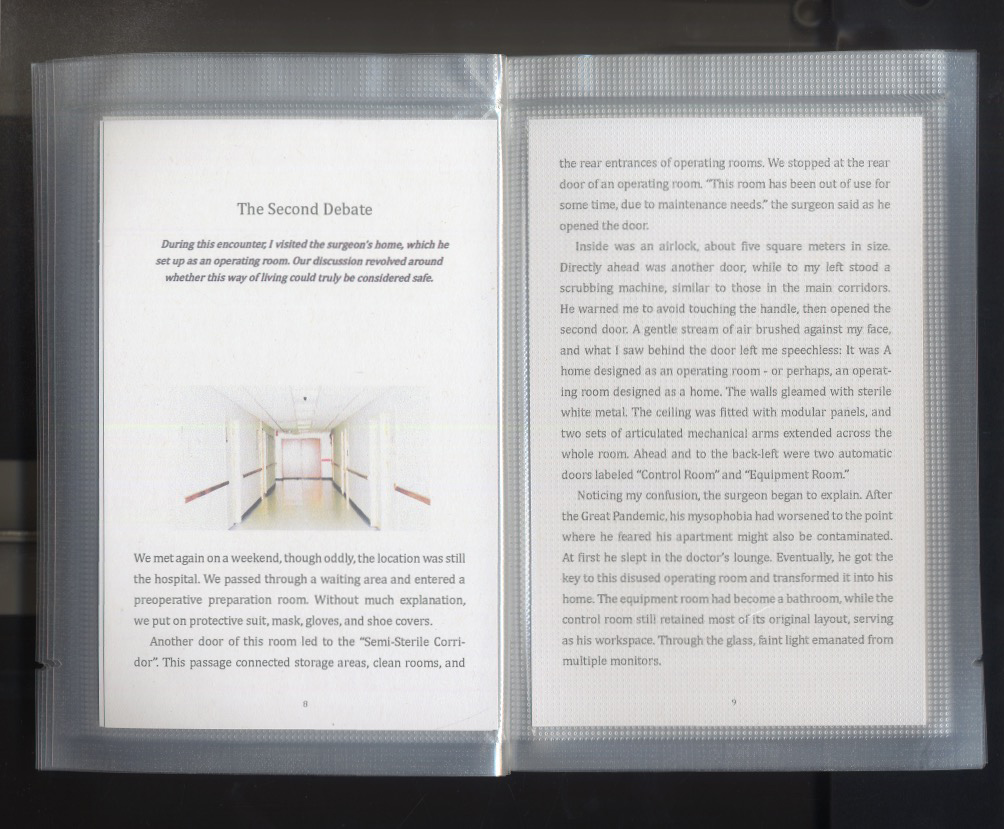 The Second Debate
During this encounter, I visited the surgeon's home, which he
set up as an operating room. Our discussion revolved around
whether this way of living could truly be considered safe.
We met again on a weekend, though oddly, the location was still
the hospital. We passed through a waiting area and entered a
preoperative preparation room. Without much explanation,
we put on protective suit, mask, gloves, and shoe covers.
Another door of this room led to the “Semi-Sterile Corri-
dor”. This passage connected storage areas, clean rooms, and
8
the rear entrances of operating rooms. We stopped at the rear
door of an operating room. “This room has been out of use for
some time, due to maintenance needs.” the surgeon said as he
opened the door.
Inside was an airlock, about five square meters in size.
Directly ahead was another door, while to my left stood a
scrubbing machine, similar to those in the main corridors.
He warned me to avoid touching the handle, then opened the
second door. A gentle stream of air brushed against my face,
and what I saw behind the door left me speechless: It was A
home designed as an operating room - or perhaps, an operat-
ing room designed as a home. The walls gleamed with sterile
white metal. The ceiling was fitted with modular panels, and
two sets of articulated mechanical arms extended across the
whole room. Ahead and to the back-left were two automatic
doors labeled “Control Room” and “Equipment Room.”
Noticing my confusion, the surgeon began to explain. After
the Great Pandemic, his mysophobia had worsened to the point
where he feared his apartment might also be contaminated.
At first he slept in the doctor's lounge. Eventually, he got the
key to this disused operating room and transformed it into his
home. The equipment room had become a bathroom, while the
control room still retained most of its original layout, serving
as his workspace. Through the glass, faint light emanated from
multiple monitors.
9